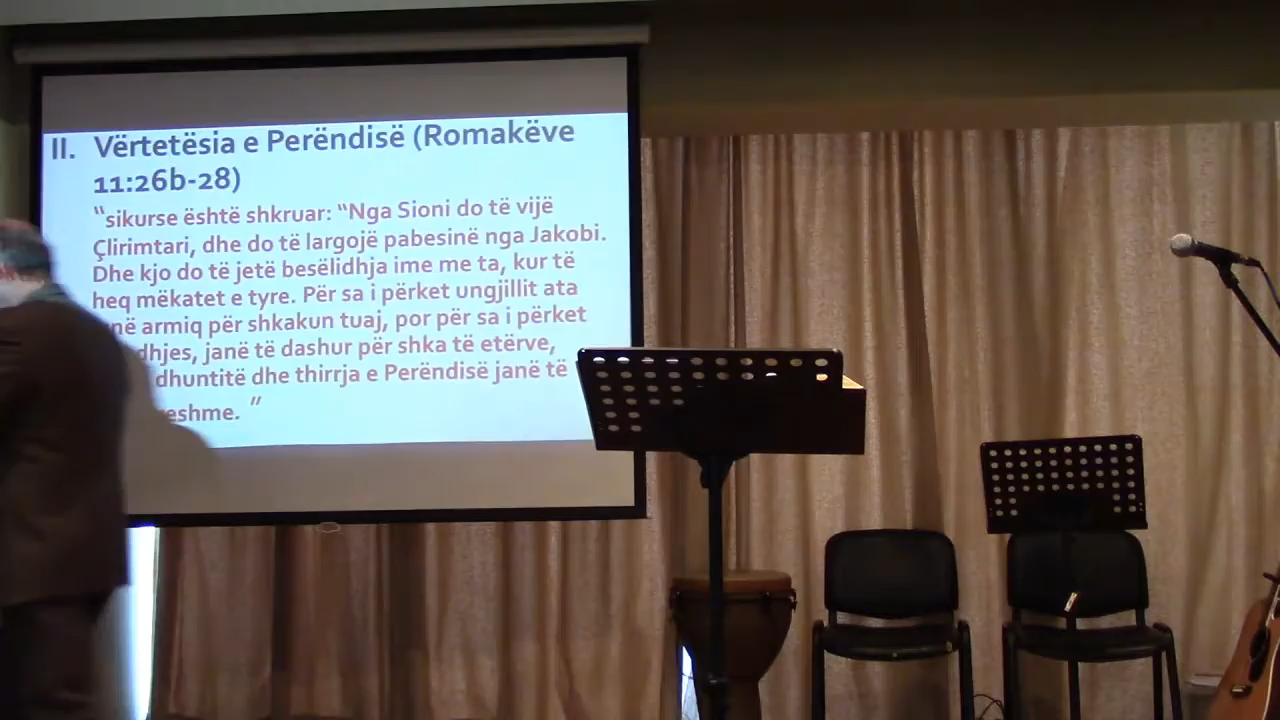 II. Vërtetësia e Perëndisë (Romakëve
11:26b-28)
“sikurse është shkruar: “Nga Sioni do të vijë
Çlirimtari, dhe do të largojë pabesinë nga Jakobi.
Dhe kjo do të jetë besëlidhja ime me ta, kur të
heq mëkatet e tyre. Për sa i përket ungjillit ata
armiq për shkakun tuaj, por për sa i përket
janë të dashur për shka të etërve,
dhuntitë dhe thirrja e Perëndisë janë të
”